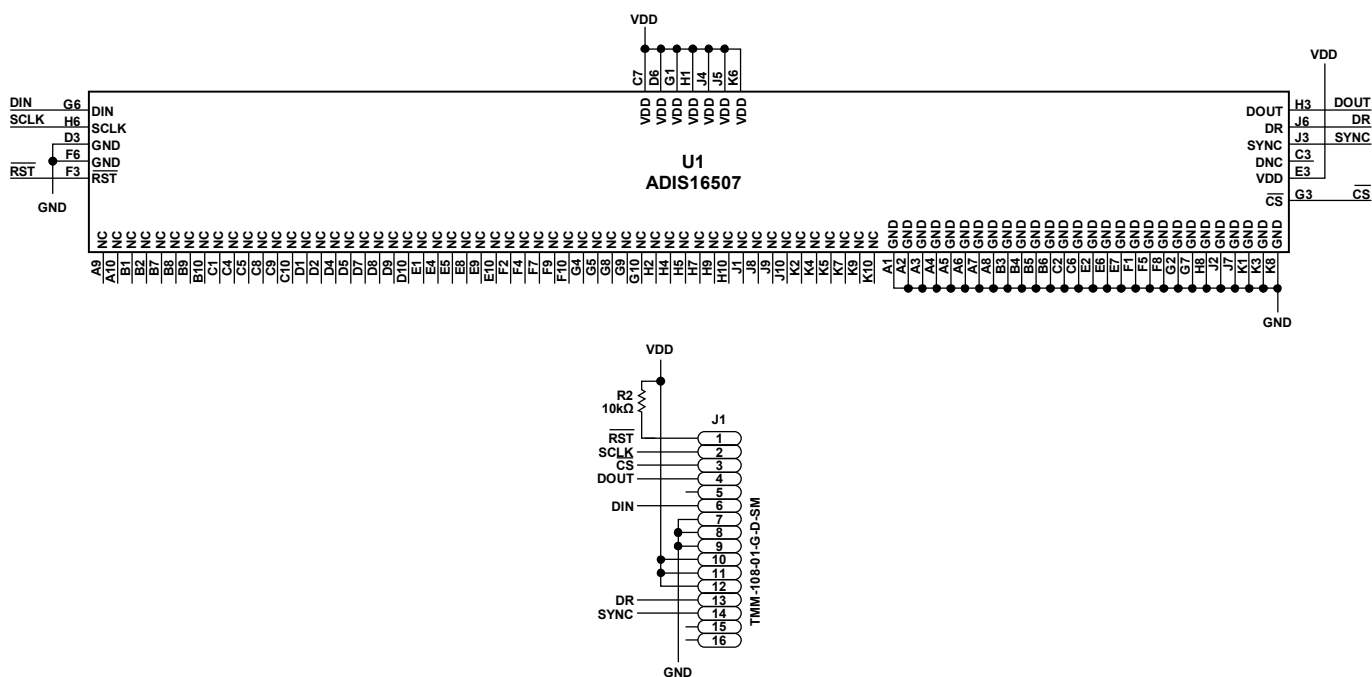 VDD
C7 D6 G1 H1 J4 J5 K6
VDD VDD VDD VDD VDD VDD VDD
VDD
DIN G6 DIN
SCLK H6 SCLK
D3 GND
F6 GND
RST F3 RST
GND
U1
ADIS16507
DOUT H3 DOUT
DR J6 DR
SYNC J3 SYNC
DNC C3
VDD E3
CS G3 CS
NC NC NC NC NC NC NC NC NC NC NC NC NC NC NC NC NC NC NC NC NC NC NC NC NC NC NC NC NC NC NC NC NC NC NC NC NC NC NC NC NC NC NC NC NC NC NC NC NC NC NC NC NC NC NC
GND GND GND GND GND GND GND GND GND GND GND GND GND GND GND GND GND GND GND GND GND GND GND GND GND GND GND GND
A9 A10 B1 B2 B7 B8 B9 B10 C1 C4 C5 C8 C9 C10 D1 D2 D4 D5 D7 D8 D9 D10 E1 E4 E5 E8 E9 E10 F2 F4 F7 F9 F10 G4 G5 G8 G9 G10 H2 H4 H5 H7 H9 H10 J1 J8 J9 J10 K2 K4 K5 K7 K9 K10
A1 A2 A3 A4 A5 A6 A7 A8 B3 B4 B5 B6 C2 C6 E2 E6 E7 F1 F5 F8 G2 G7 H8 J2 J7 K1 K3 K8
GND
VDD
R2
10kΩ
J1
RST 1
SCLK 2
CS 3
DOUT 4
5
DIN 6
7
8
9
10
11
12
DR 13
SYNC 14
15
16
TMM-108-01-G-D-SM
GND